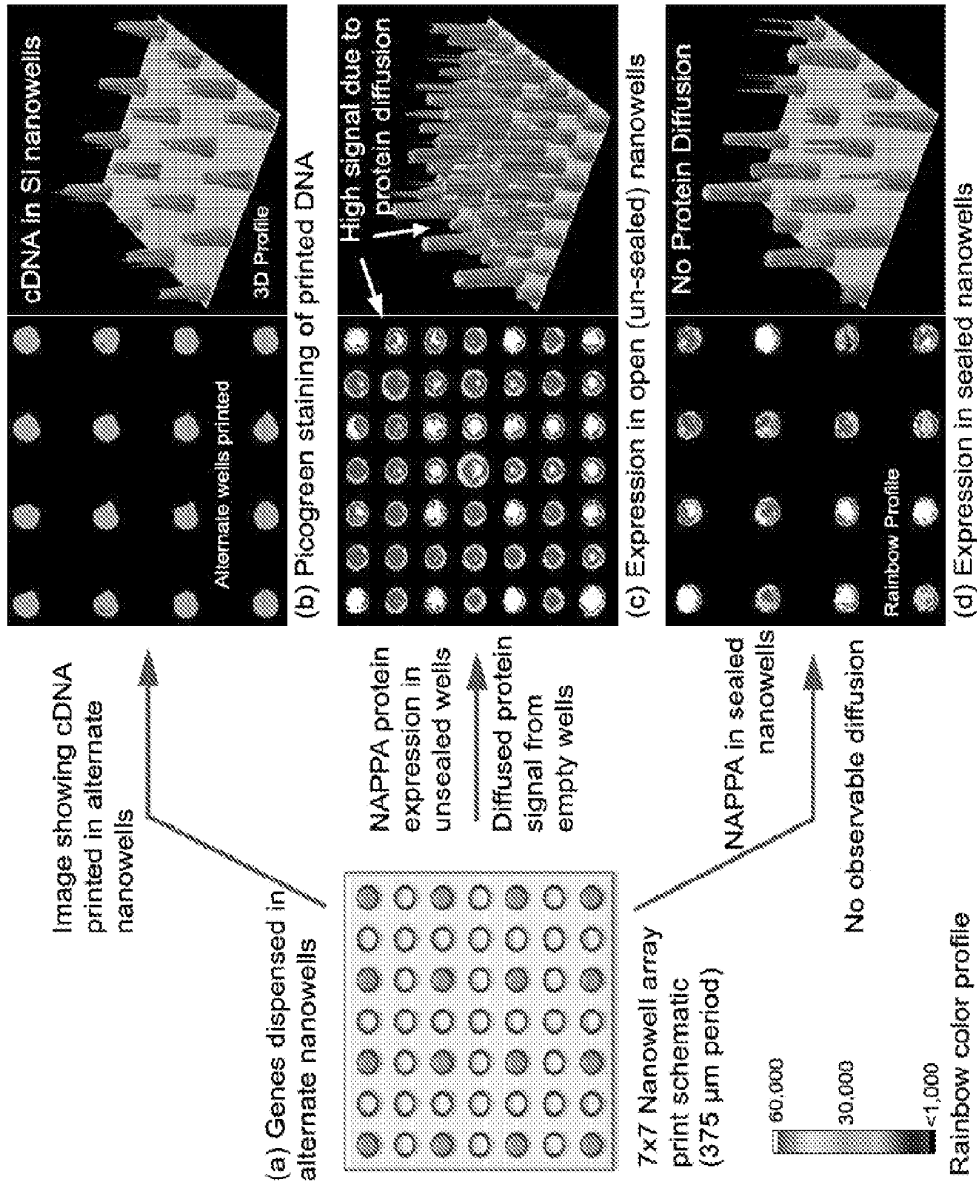 (a) Genes dispensed in
alternate nanowells
7x7 Nanowell array
print schematic
(375 µm period)
60,000
30,000
<1,000
Rainbow color profile
Image showing cDNA
printed in alternate
nanowells
NAPPA protein
expression in
unsealed wells
Diffused protein
signal from
empty wells
NAPPA in sealed
nanowells
No observable diffusion
Alternate wells printed
cDNA in Si nanowells
3D Profile
(b) Picogreen staining of printed DNA
High signal due to
protein diffusion
(c) Expression in open (un-sealed) nanowells
Rainbow Profile
No Protein Diffusion
(d) Expression in sealed nanowells